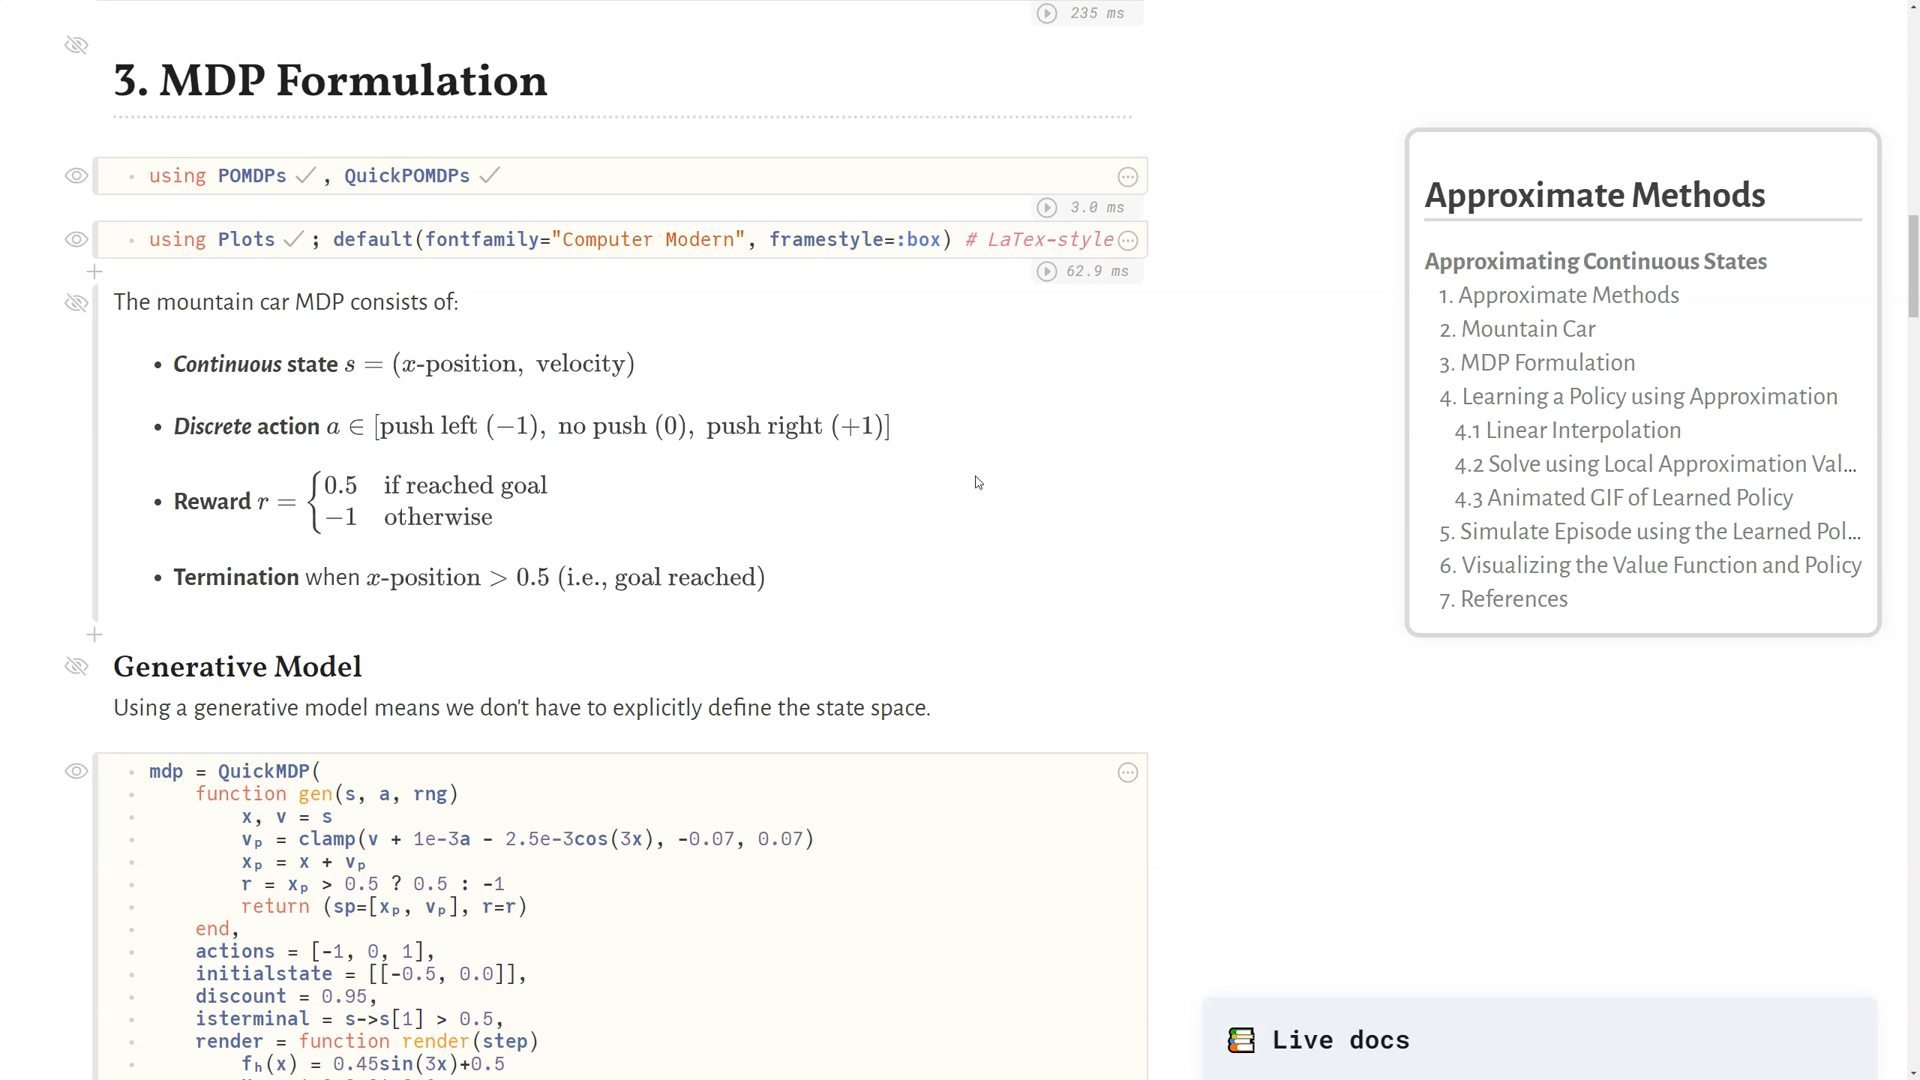 235 ms
3. MDP Formulation
using POMDPs ✓ , QuickPOMDPs ✓
3.0 ms
using Plots ✓ ; default(fontfamily="Computer Modern", framestyle=:box) # LaTex-style
62.9 ms
The mountain car MDP consists of:
• Continuous state s = (x-position, velocity)
• Discrete action a ∈ [push left (−1), no push (0), push right (+1)]
• Reward r = { 0.5 if reached goal
−1 otherwise
• Termination when x-position > 0.5 (i.e., goal reached)
Generative Model
Using a generative model means we don't have to explicitly define the state space.
mdp = QuickMDP(
function gen(s, a, rng)
x, v = s
vₚ = clamp(v + 1e-3a - 2.5e-3cos(3x), -0.07, 0.07)
xₚ = x + vₚ
r = xₚ > 0.5 ? 0.5 : -1
return (sp=[xₚ, vₚ], r=r)
end,
actions = [-1, 0, 1],
initialstate = [[-0.5, 0.0]],
discount = 0.95,
isterminal = s->s[1] > 0.5,
render = function render(step)
fₕ(x) = 0.45sin(3x)+0.5
Approximate Methods
Approximating Continuous States
1. Approximate Methods
2. Mountain Car
3. MDP Formulation
4. Learning a Policy using Approximation
4.1 Linear Interpolation
4.2 Solve using Local Approximation Val...
4.3 Animated GIF of Learned Policy
5. Simulate Episode using the Learned Pol...
6. Visualizing the Value Function and Policy
7. References
Live docs